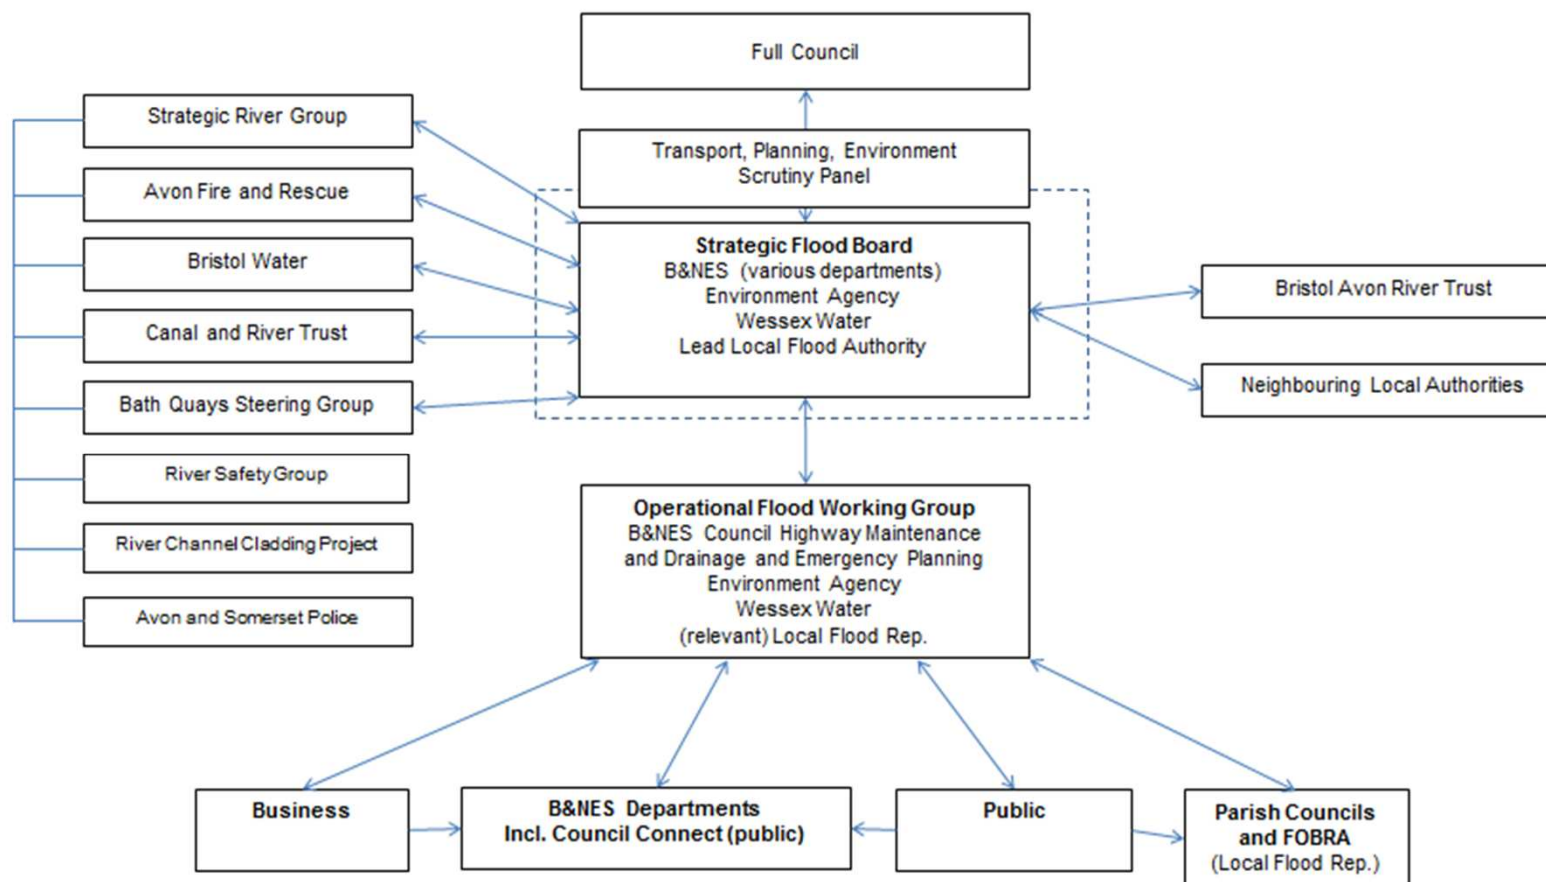 Full Council
Transport, Planning, Environment
Scrutiny Panel
Strategic River Group
Avon Fire and Rescue
Bristol Water
Canal and River Trust
Bath Quays Steering Group
River Safety Group
River Channel Cladding Project
Avon and Somerset Police
Strategic Flood Board
B&NES (various departments)
Environment Agency
Wessex Water
Lead Local Flood Authority
Bristol Avon River Trust
Neighbouring Local Authorities
Operational Flood Working Group
B&NES Council Highway Maintenance
and Drainage and Emergency Planning
Environment Agency
Wessex Water
(relevant) Local Flood Rep.
Business
B&NES Departments
Incl. Council Connect (public)
Public
Parish Councils
and FOBRA
(Local Flood Rep.)